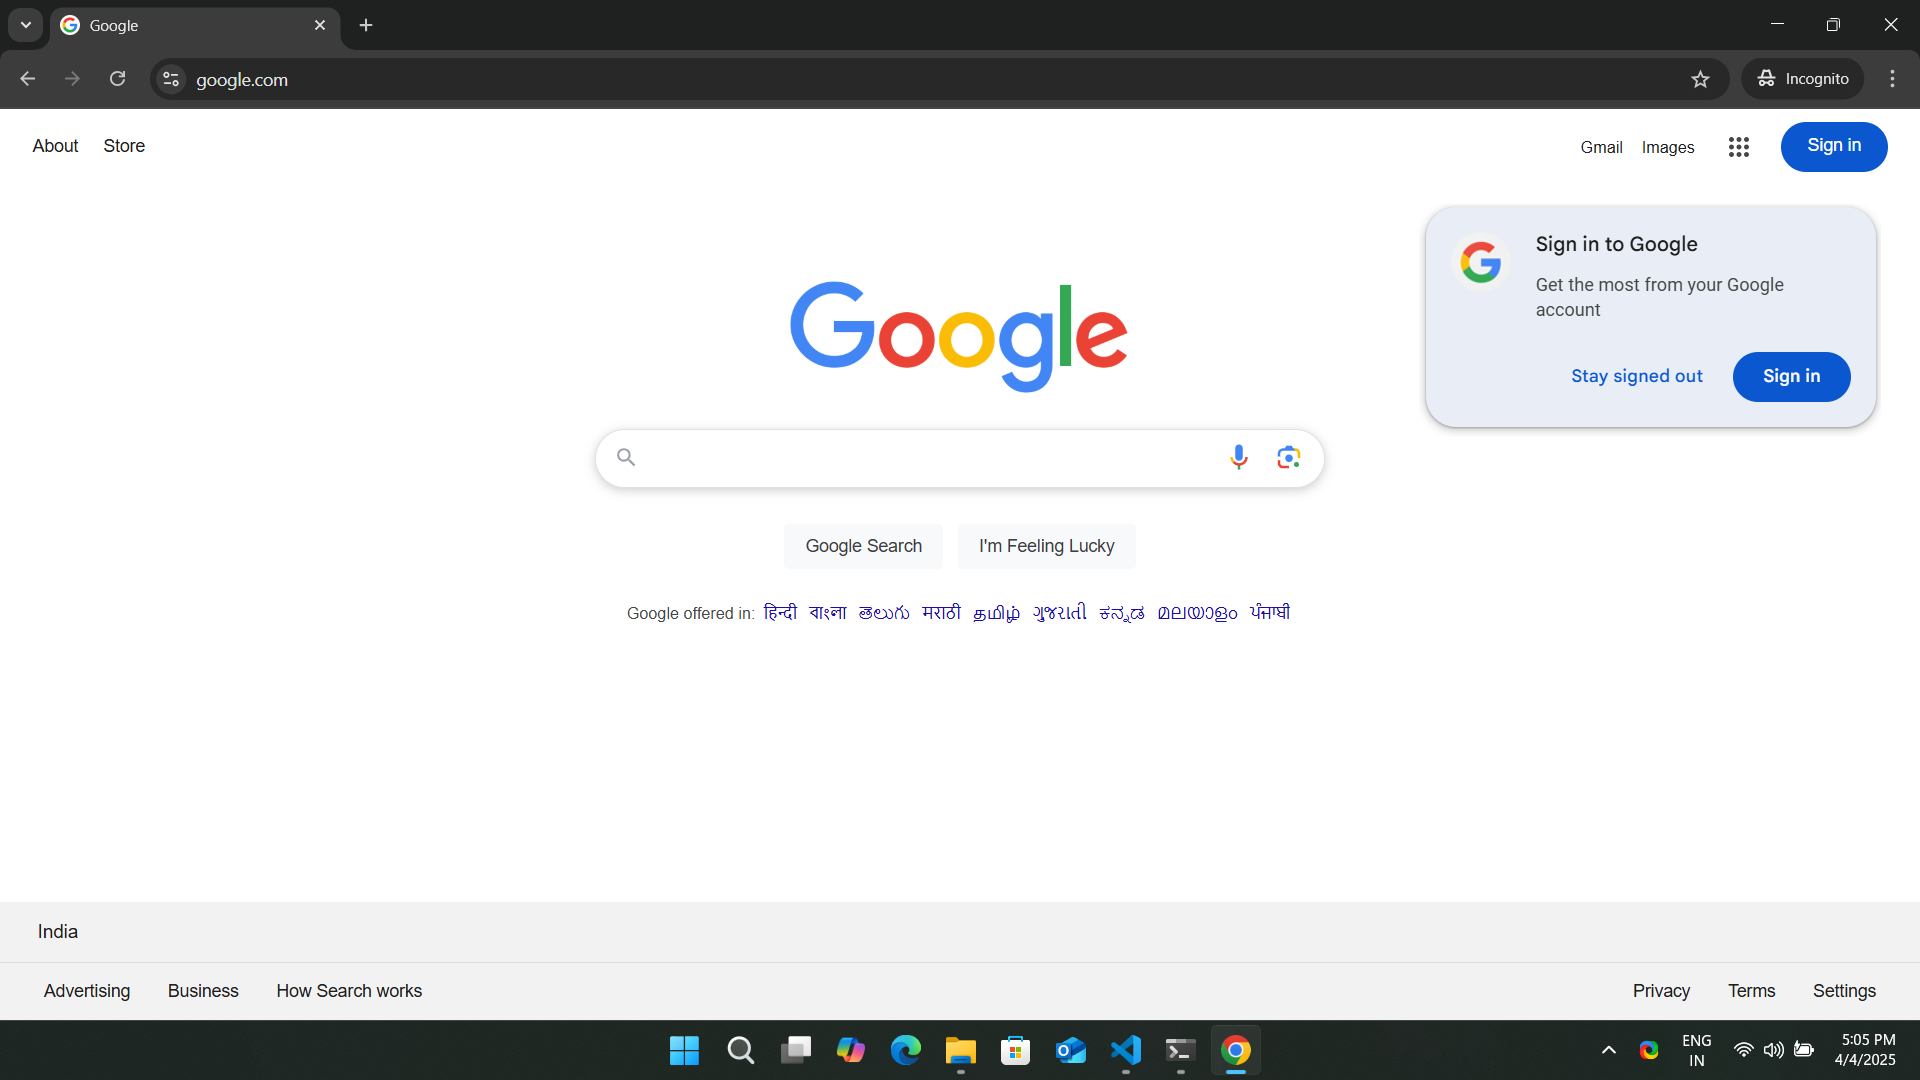 Google
google.com
Incognito
About Store
Gmail Images Sign in
Sign in to Google
Get the most from your Google
account
Stay signed out Sign in
Google
Google Search I'm Feeling Lucky
Google offered in: हिन्दी বাংলা తెలుగు मराठी தமிழ் ગુજરાતી ಕನ್ನಡ മലയാളം ਪੰਜਾਬੀ
India
Advertising Business How Search works
Privacy Terms Settings
ENG
IN
5:05 PM
4/4/2025